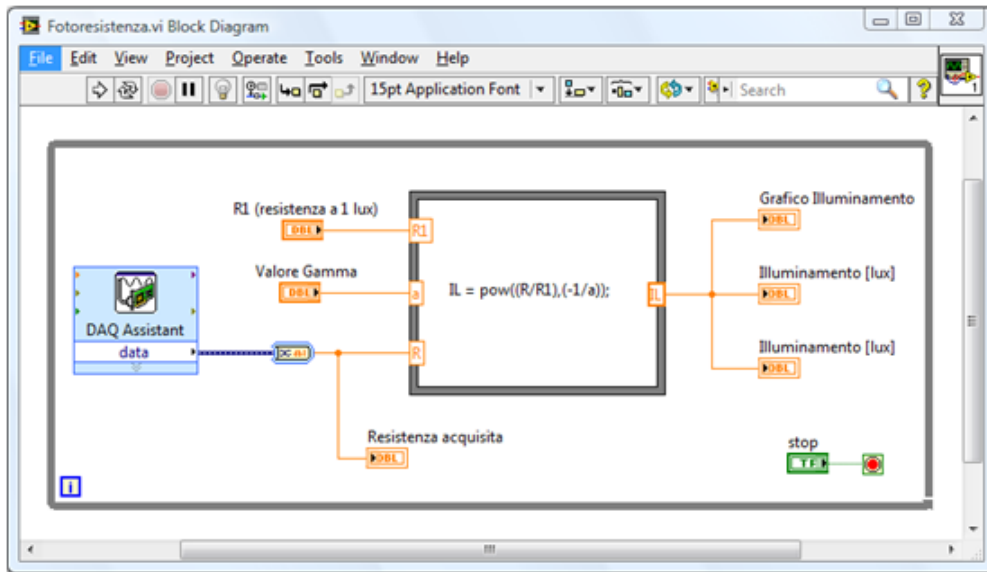 Fotoresistenza.vi Block Diagram
File Edit View Project Operate Tools Window Help
15pt Application Font Search ? 1
R1 (resistenza a 1 lux)
DBL
R1
Grafico Illuminamento
DBL
Valore Gamma
DBL
a
IL = pow((R/R1),(-1/a));
IL
Illuminamento [lux]
DBL
DAQ Assistant
data
R
Illuminamento [lux]
DBL
Resistenza acquisita
DBL
stop
TF
i